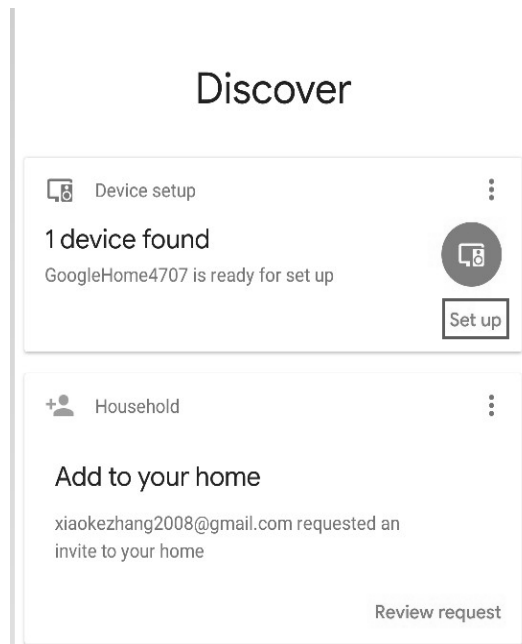 Discover
Device setup
1 device found
GoogleHome4707 is ready for set up
Set up
Household
Add to your home
xiaokezhang2008@gmail.com requested an
invite to your home
Review request